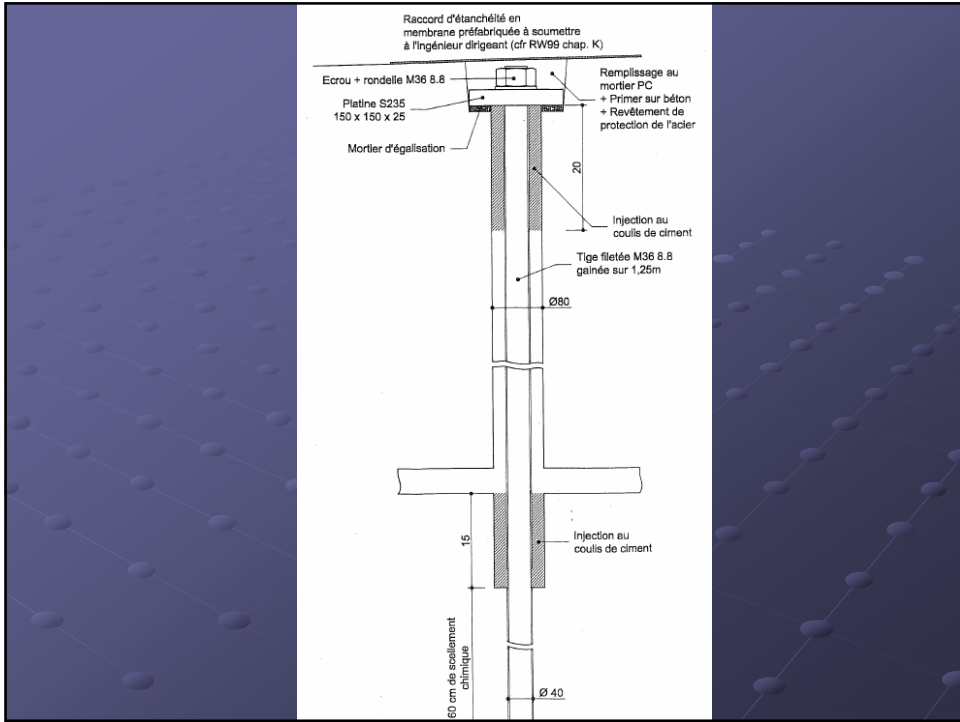 Raccord d'étanchéité en
membrane préfabriquée à soumettre
à l'Ingénieur dirigeant (cfr RW99 chap. K)
Ecrou + rondelle M36 8.8
Platine S235
150 x 150 x 25
Mortier d'égalisation
Remplissage au
mortier PC
+ Primer sur béton
+ Revêtement de
protection de l'acier
20
Injection au
coulis de ciment
Tige filetée M36 8.8
gainée sur 1,25m
Ø80
15
Injection au
coulis de ciment
60 cm de scellement
chimique
Ø 40